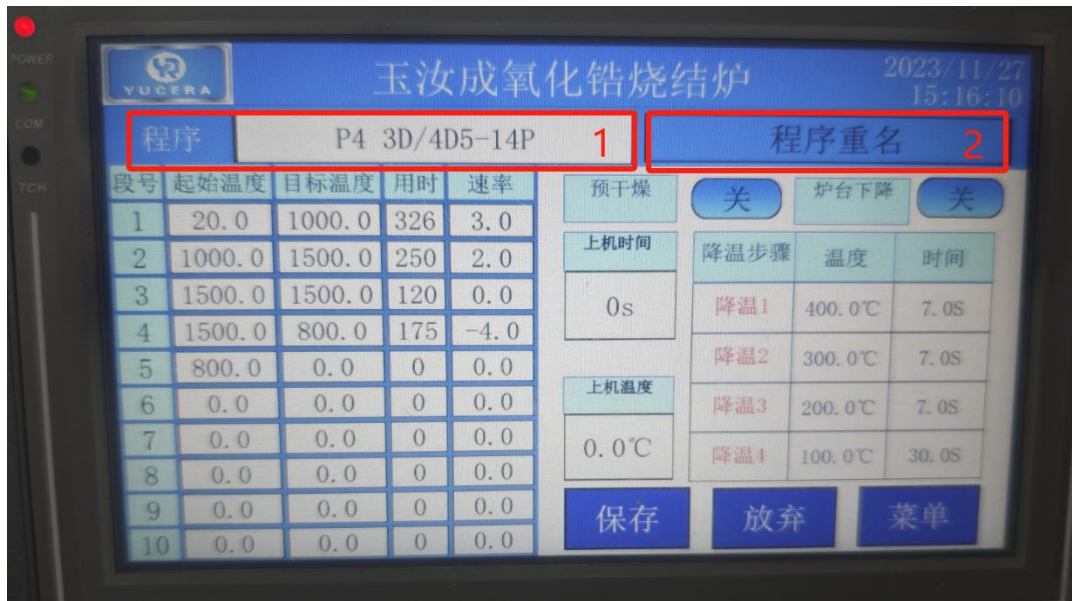 POWER
COM
TCH
YUCERA
玉汝成氧化锆烧结炉
2023/11/27
15:16:10
程序 P4 3D/4D5-14P 1 程序重名 2
段号 起始温度 目标温度 用时 速率
1 20.0 1000.0 326 3.0
2 1000.0 1500.0 250 2.0
3 1500.0 1500.0 120 0.0
4 1500.0 800.0 175 -4.0
5 800.0 0.0 0 0.0
6 0.0 0.0 0 0.0
7 0.0 0.0 0 0.0
8 0.0 0.0 0 0.0
9 0.0 0.0 0 0.0
10 0.0 0.0 0 0.0
预干燥 关 炉台下降 关
上机时间
0s
上机温度
0.0℃
降温步骤 温度 时间
降温1 400.0℃ 7.0S
降温2 300.0℃ 7.0S
降温3 200.0℃ 7.0S
降温4 100.0℃ 30.0S
保存 放弃 菜单